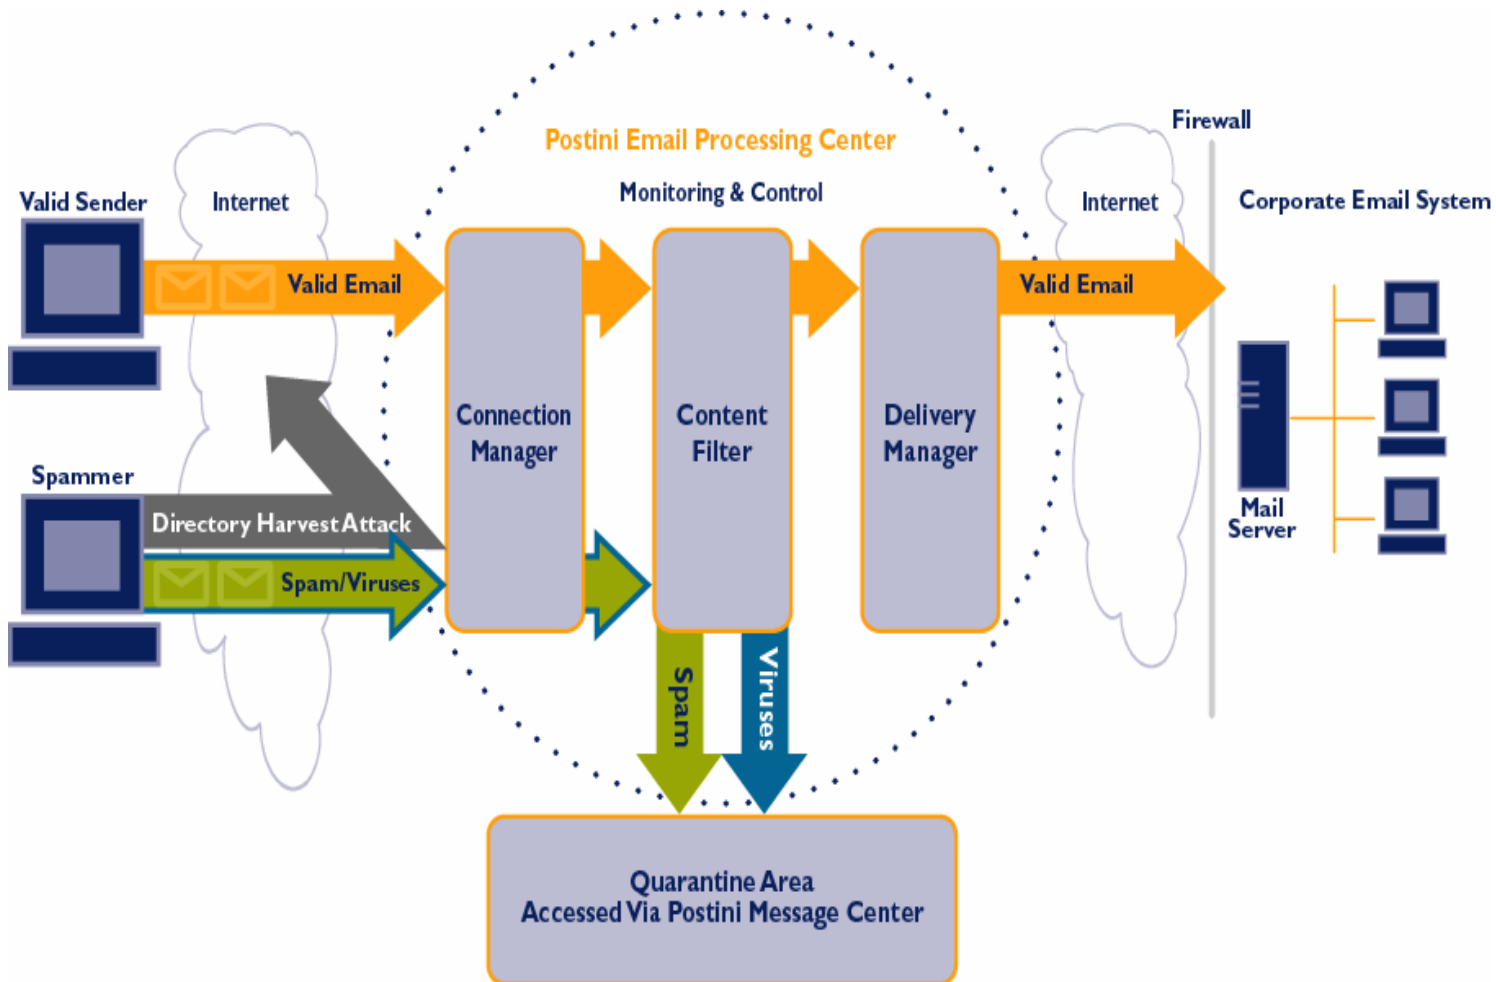 Postini Email Processing Center
Monitoring & Control
Firewall
Valid Sender
Internet
Internet
Corporate Email System
Valid Email
Valid Email
Connection
Manager
Content
Filter
Delivery
Manager
Spammer
Directory Harvest Attack
Spam/Viruses
Mail
Server
Spam
Viruses
Quarantine Area
Accessed Via Postini Message Center